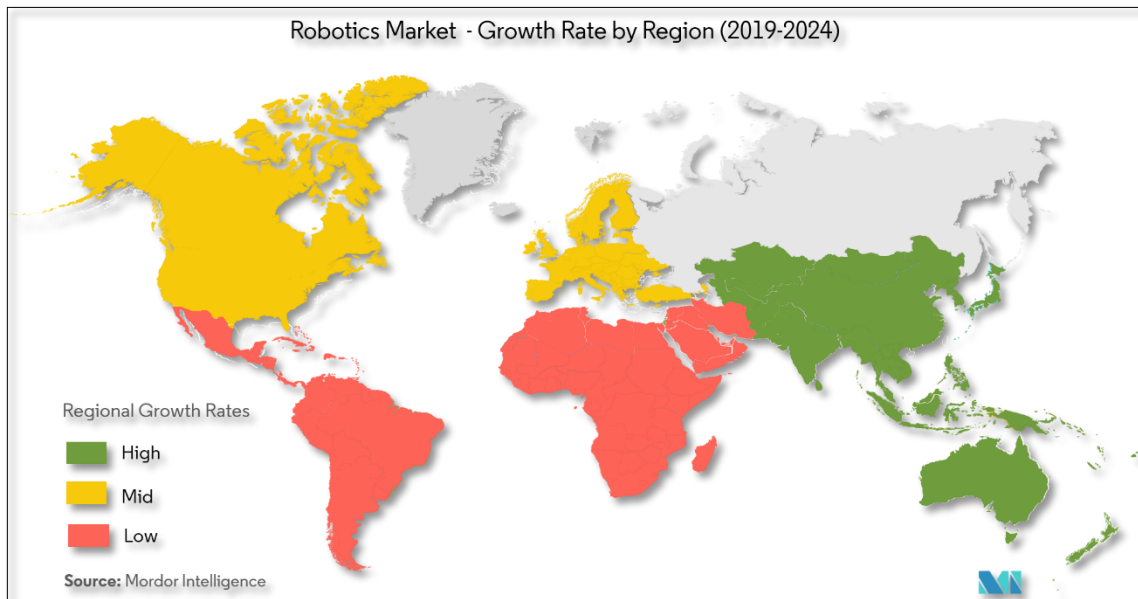 Robotics Market - Growth Rate by Region (2019-2024)
Regional Growth Rates
High
Mid
Low
Source: Mordor Intelligence